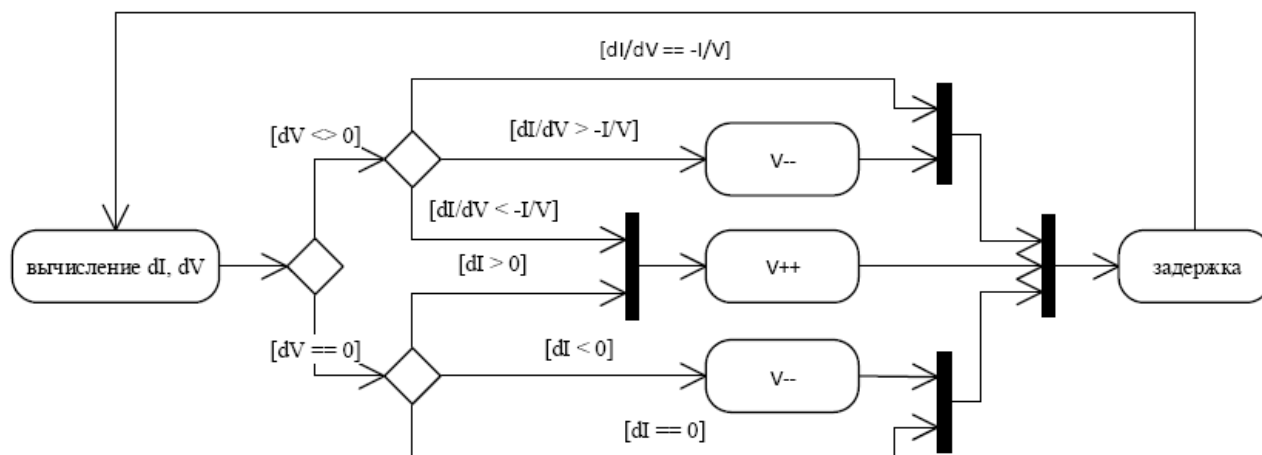 [dI/dV == -I/V]
[dV <> 0]
[dI/dV > -I/V]
V--
[dI/dV < -I/V]
вычисление dI, dV
[dI > 0]
V++
задержка
[dV == 0]
[dI < 0]
V--
[dI == 0]